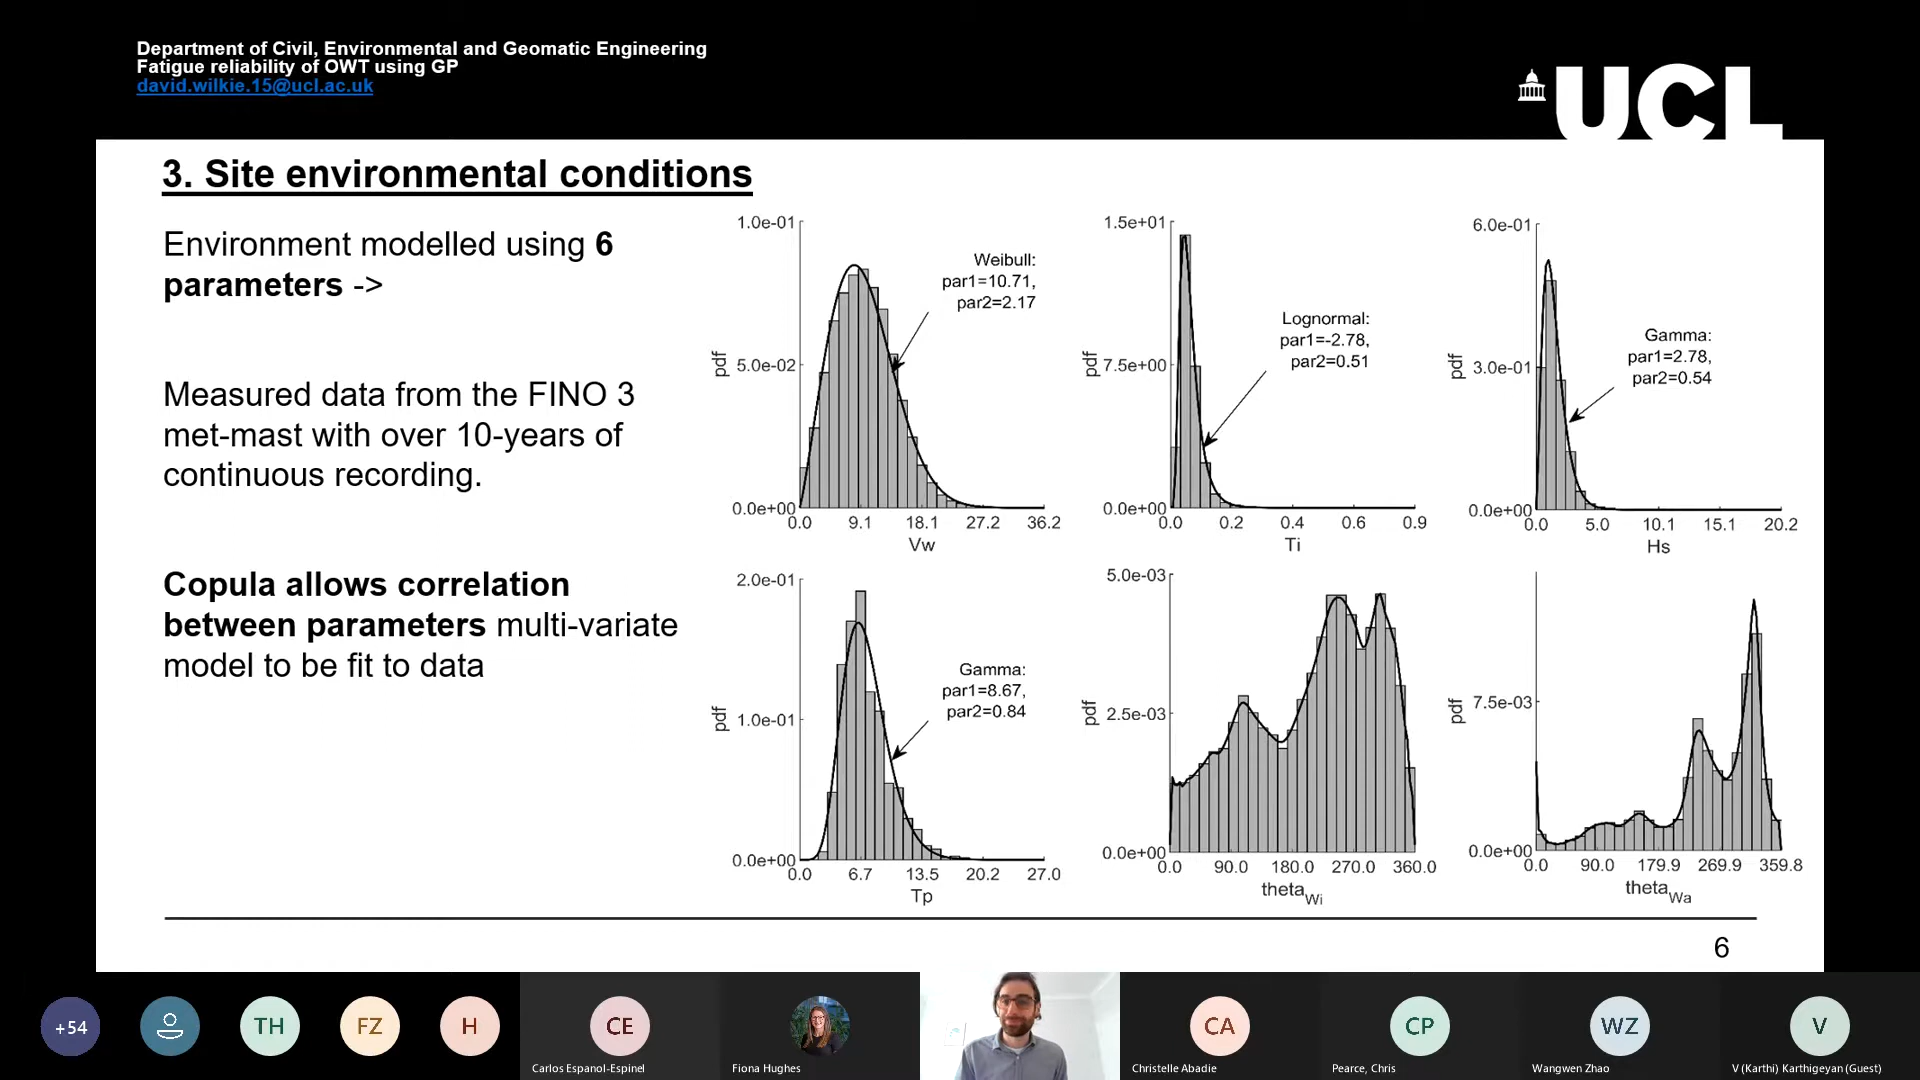 Department of Civil, Environmental and Geomatic Engineering
Fatigue reliability of OWT using GP
david.wilkie.15@ucl.ac.uk
UCL
3. Site environmental conditions
Environment modelled using 6
parameters ->
Measured data from the FINO 3
met-mast with over 10-years of
continuous recording.
Copula allows correlation
between parameters multi-variate
model to be fit to data
1.0e-01
5.0e-02
0.0e+00
pdf
Weibull:
par1=10.71,
par2=2.17
0.0 9.1 18.1 27.2 36.2
Vw
1.5e+01
7.5e+00
0.0e+00
pdf
Lognormal:
par1=-2.78,
par2=0.51
0.0 0.2 0.4 0.6 0.9
Ti
6.0e-01
3.0e-01
0.0e+00
pdf
Gamma:
par1=2.78,
par2=0.54
0.0 5.0 10.1 15.1 20.2
Hs
2.0e-01
1.0e-01
0.0e+00
pdf
Gamma:
par1=8.67,
par2=0.84
0.0 6.7 13.5 20.2 27.0
Tp
5.0e-03
2.5e-03
0.0e+00
pdf
0.0 90.0 180.0 270.0 360.0
thetaWi
7.5e-03
0.0e+00
pdf
0.0 90.0 179.9 269.9 359.8
thetaWa
6
+54
TH
FZ
H
CE
Carlos Espanol-Espinel
Fiona Hughes
CA
Christelle Abadie
CP
Pearce, Chris
WZ
Wangwen Zhao
V
V (Karthi) Karthigeyan (Guest)